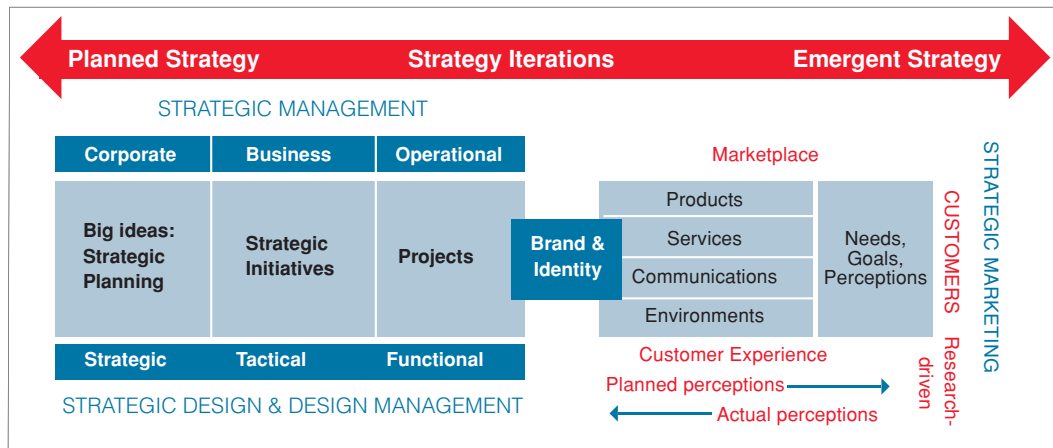 Planned Strategy
Strategy Iterations
Emergent Strategy
STRATEGIC MANAGEMENT
Corporate
Business
Operational
Big ideas:
Strategic
Planning
Strategic
Initiatives
Projects
Strategic
Tactical
Functional
STRATEGIC DESIGN & DESIGN MANAGEMENT
Brand &
Identity
Marketplace
Products
Services
Communications
Environments
Needs,
Goals,
Perceptions
Customer Experience
Planned perceptions
Actual perceptions
CUSTOMERS
Research-
driven
STRATEGIC MARKETING